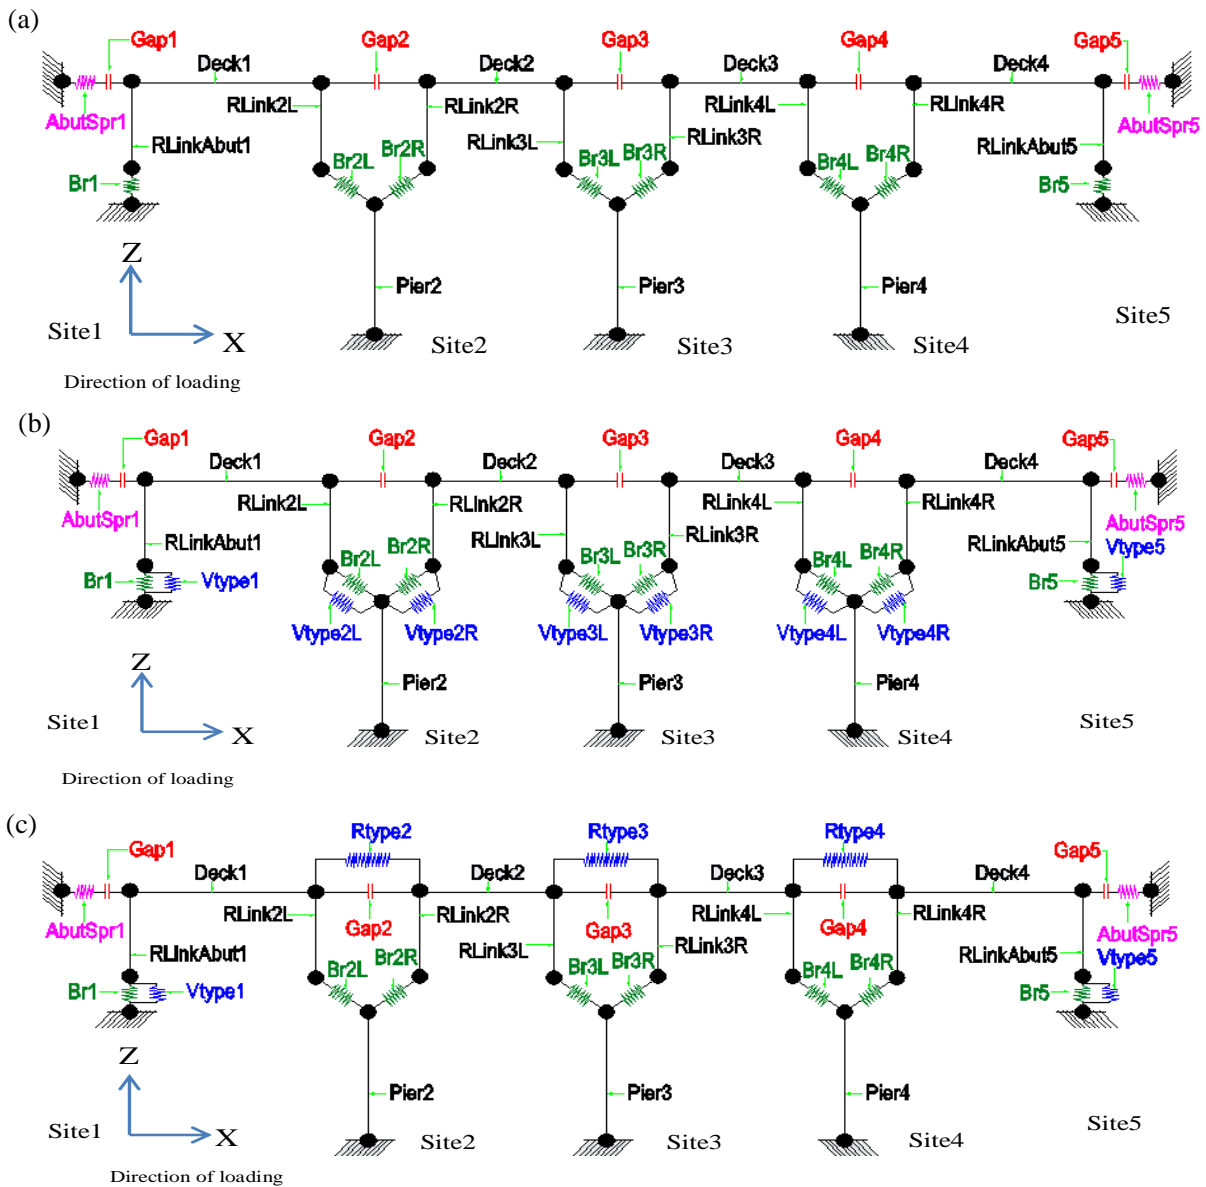 (a)
Gap1 Gap2 Gap3 Gap4 Gap5
Deck1 Deck2 Deck3 Deck4
AbutSpr1 RLink2L RLink2R RLink4L RLink4R AbutSpr5
RLinkAbut1 RLink3L RLink3R RLinkAbut5
Br1 Br2L Br2R Br3L Br3R Br4L Br4R Br5
Z
Pier2 Pier3 Pier4
Site1 X Site2 Site3 Site4 Site5
Direction of loading
(b)
Gap1 Gap2 Gap3 Gap4 Gap5
Deck1 Deck2 Deck3 Deck4
AbutSpr1 RLink2L RLInk2R RLink4L RLink4R AbutSpr5
RLinkAbut1 RLInk3L RLInk3R RLinkAbut5 Vtype5
Br1 Vtype1 Br2L Br2R Br3L Br3R Br4L Br4R Br5
Vtype2L Vtype2R Vtype3L Vtype3R Vtype4L Vtype4R
Z
Pier2 Pier3 Pier4
Site1 X Site2 Site3 Site4 Site5
Direction of loading
(c)
Rtype2 Rtype3 Rtype4
Gap1 Gap5
Deck1 Deck2 Deck3 Deck4
AbutSpr1 RLink2L Gap2 RLink2R Gap3 RLink4L Gap4 RLink4R AbutSpr5
RLinkAbut1 RLink3L RLink3R RLinkAbut5 Vtype5
Br1 Vtype1 Br2L Br2R Br3L Br3R Br4L Br4R Br5
Z
Pier2 Pier3 Pier4
Site1 X Site2 Site3 Site4 Site5
Direction of loading